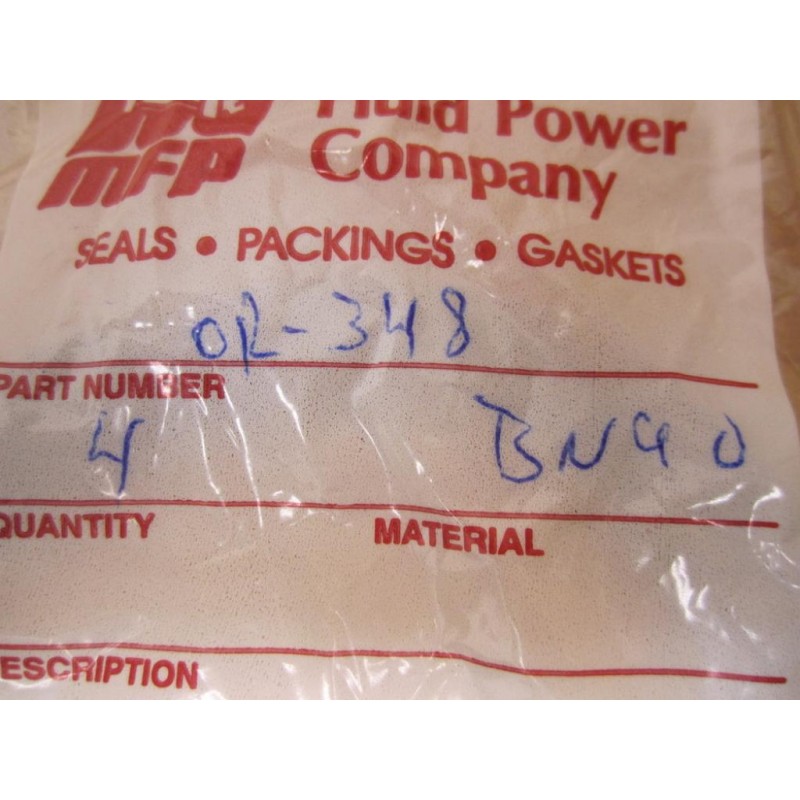 MFP
Fluid Power
Company
SEALS • PACKINGS • GASKETS
OR-348
PART NUMBER
4 BN90
QUANTITY MATERIAL
DESCRIPTION